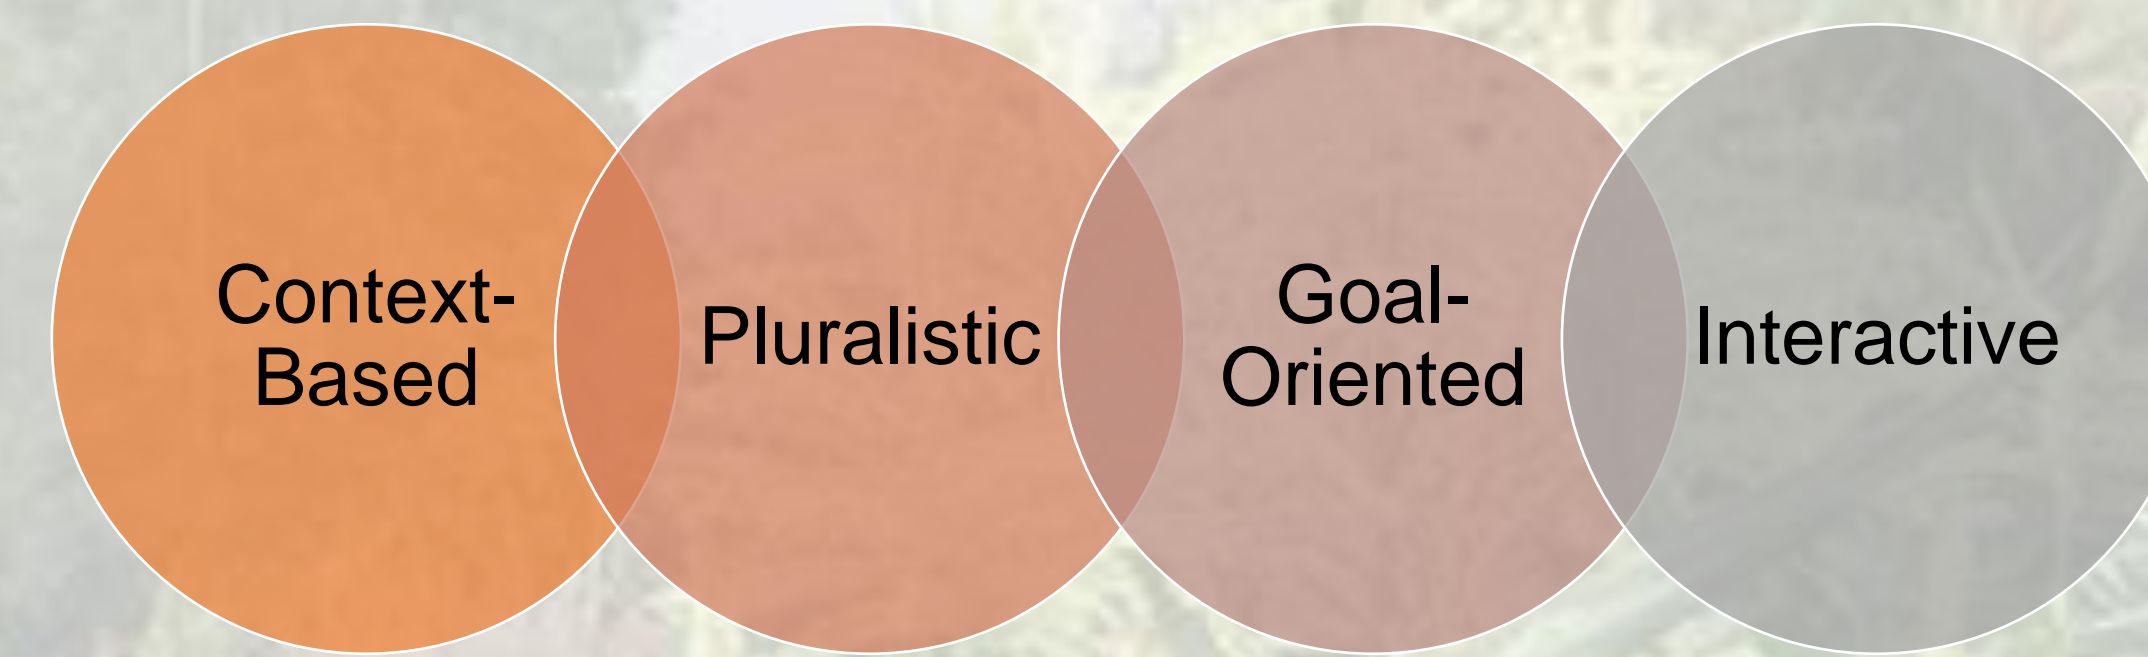 Context-
Based
Pluralistic
Goal-
Oriented
Interactive